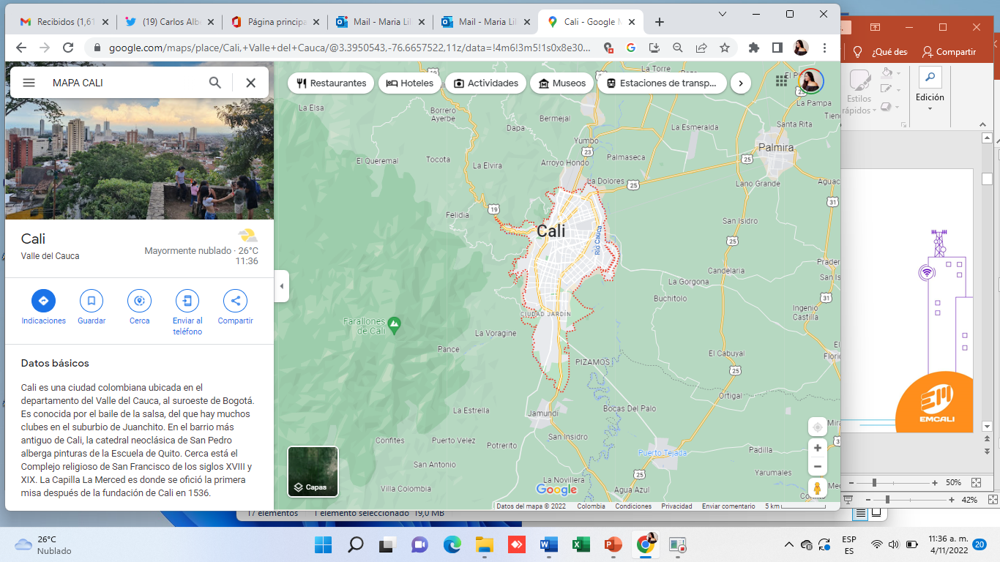 Recibidos (1,61
(19) Carlos Albe
Página principa
Mail - Maria Lil
Mail - Maria Lil
Cali - Google M
google.com/maps/place/Cali,+Valle+del+Cauca/@3.3950543,-76.6657522,11z/data=!4m6!3m5!1s0x8e30...
¿Qué des
Compartir
Estilos
rápidos
Edición
MAPA CALI
Restaurantes
Hoteles
Actividades
Museos
Estaciones de transp...
Cali
Valle del Cauca
Mayormente nublado · 26°C
11:36
Indicaciones
Guardar
Cerca
Enviar al
teléfono
Compartir
Datos básicos
Cali es una ciudad colombiana ubicada en el
departamento del Valle del Cauca, al suroeste de Bogotá.
Es conocida por el baile de la salsa, del que hay muchos
clubes en el suburbio de Juanchito. En el barrio más
antiguo de Cali, la catedral neoclásica de San Pedro
alberga pinturas de la Escuela de Quito. Cerca está el
Complejo religioso de San Francisco de los siglos XVIII y
XIX. La Capilla La Merced es donde se ofició la primera
misa después de la fundación de Cali en 1536.
La Torre
La Elsa
Borrero
Ayerbe
Bermejal
Dapa
La Esmeralda
La Pampa
Santa Rita
Tiene
25
Yumbo
23
Palmira
25
El Queremal
Tocota
La Elvira
Arroyo Hondo
Palmaseca
La Dolores
25
Lano Grande
Aguac
31
19
Felidia
Cali
Río Cauca
San Isidro
25
Candelaria
Prader
San Is
La Gorgona
Buchitolo
31
Ingenio
Castilla
CIUDAD JARDÍN
Farallones
de Cali
La Voragine
Pance
PIZAMOS
El Cabuyal
25
El
Florid
Ortigal
La Estrella
Jamundí
Bocas Del Palo
Mira
Confites
Puerto Velez
Potrerito
San Isidro
Puerto Tejada
Padilla
San Antonio
25
Yarumales
Villa Colombia
La Novillera
Agua Azul
Capas
Google
Datos del mapa © 2022
Colombia
Condiciones
Privacidad
Enviar comentario
5 km
EMCALI
50%
42%
17 elementos
1 elemento seleccionado
19,0 MB
26°C
Nublado
ESP
ES
11:36 a. m.
4/11/2022
20